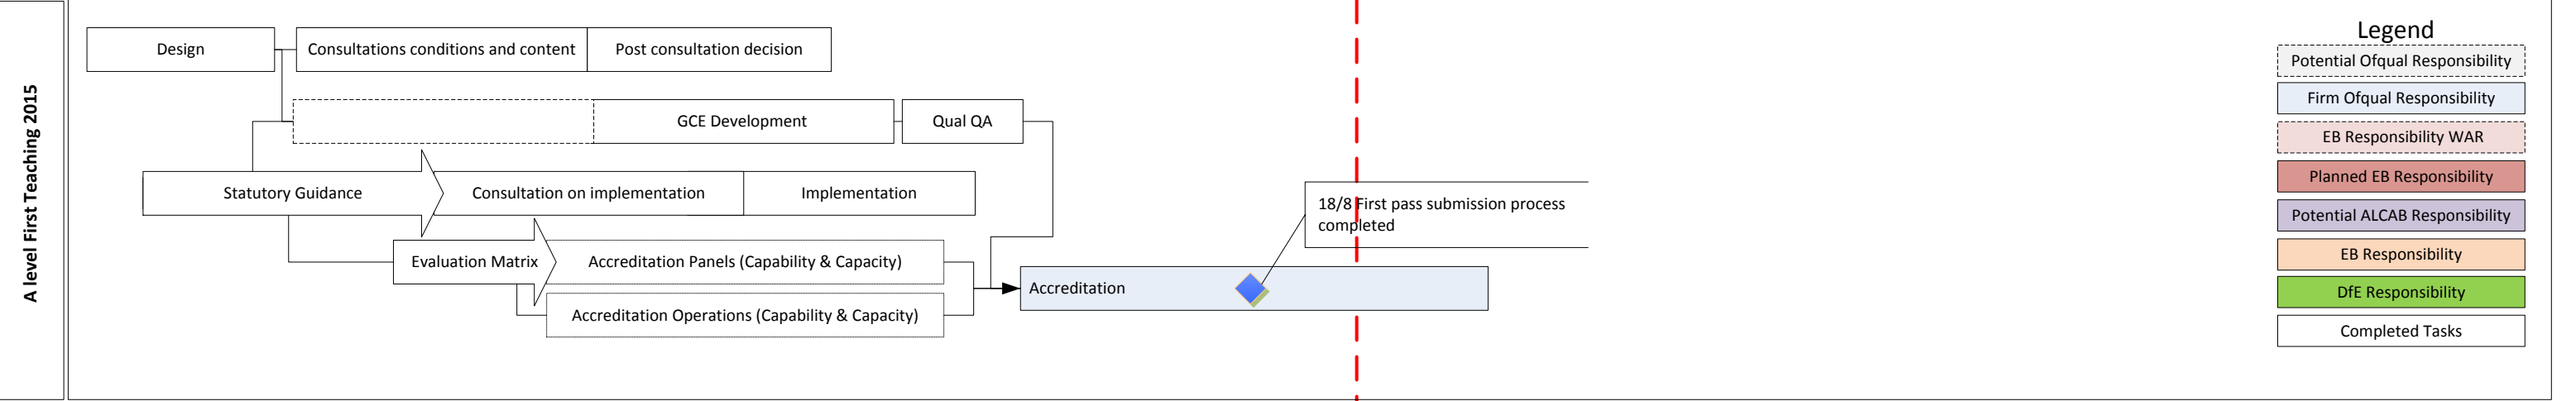 A level First Teaching 2015
Design
Consultations conditions and content
Post consultation decision
GCE Development
Qual QA
Statutory Guidance
Consultation on implementation
Implementation
18/8 First pass submission process
completed
Evaluation Matrix
Accreditation Panels (Capability & Capacity)
Accreditation
Accreditation Operations (Capability & Capacity)
Legend
Potential Ofqual Responsibility
Firm Ofqual Responsibility
EB Responsibility WAR
Planned EB Responsibility
Potential ALCAB Responsibility
EB Responsibility
DfE Responsibility
Completed Tasks